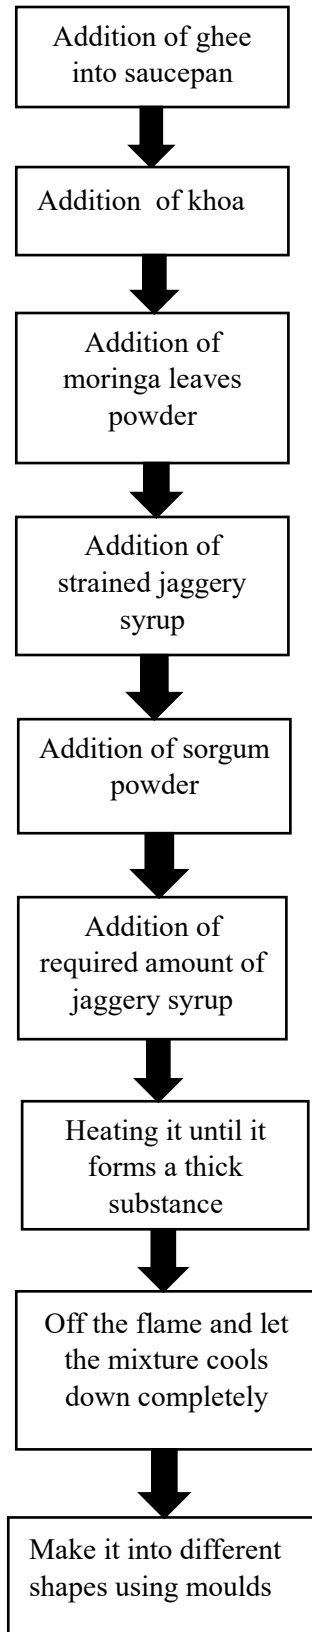 Addition of ghee
into saucepan
Addition of khoa
Addition of
moringa leaves
powder
Addition of
strained jaggery
syrup
Addition of sorgum
powder
Addition of
required amount of
jaggery syrup
Heating it until it
forms a thick
substance
Off the flame and let
the mixture cools
down completely
Make it into different
shapes using moulds